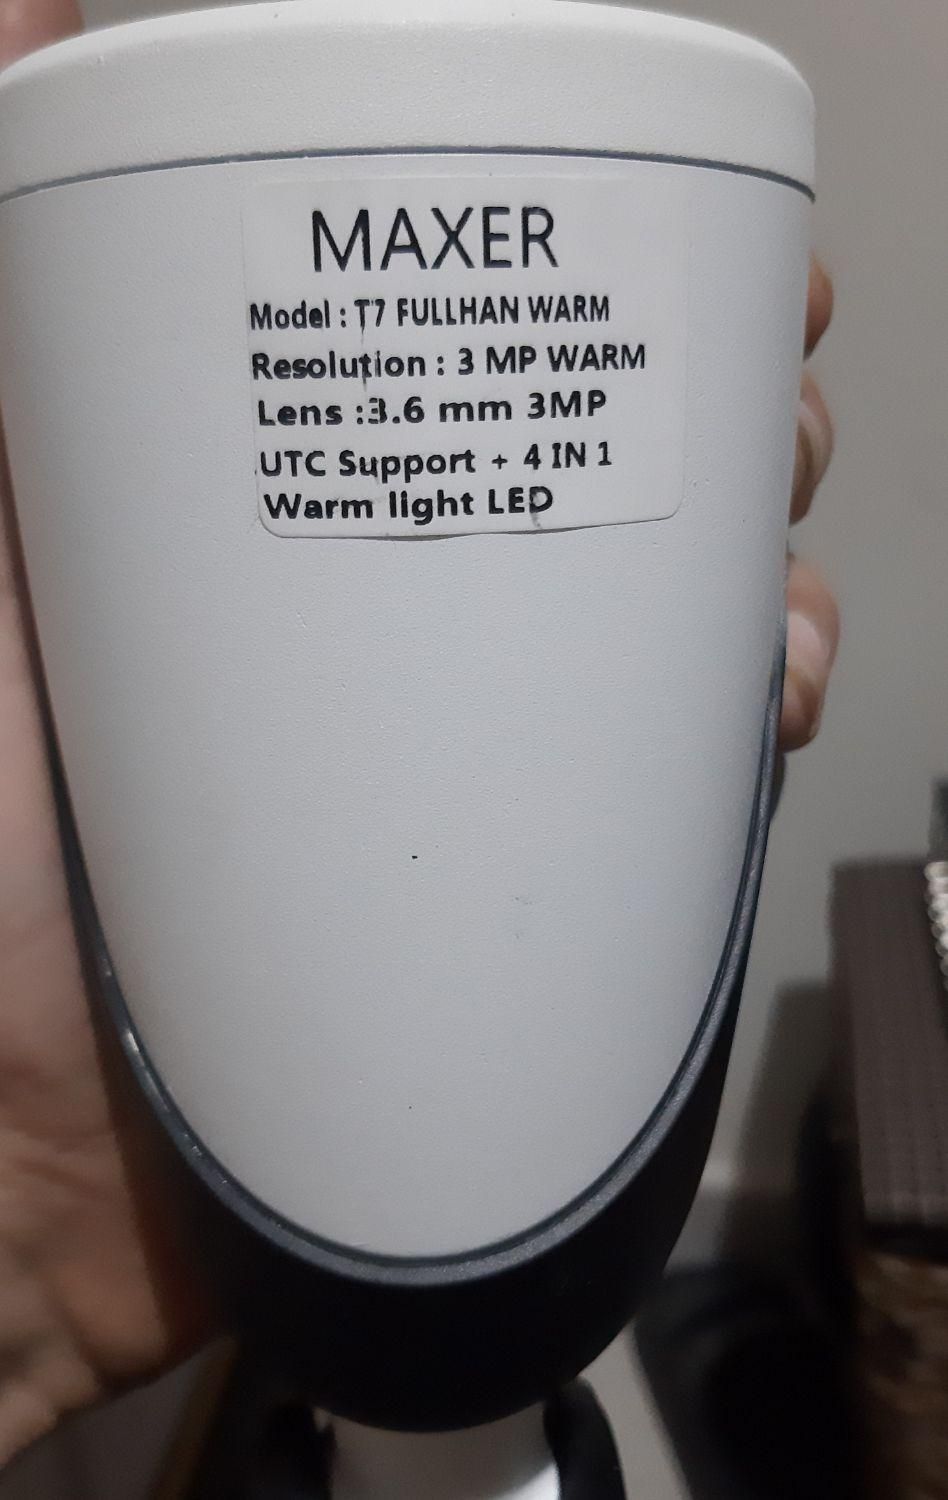 MAXER
Model : T7 FULLHAN WARM
Resolution : 3 MP WARM
Lens :3.6 mm 3MP
UTC Support + 4 IN 1
Warm light LED